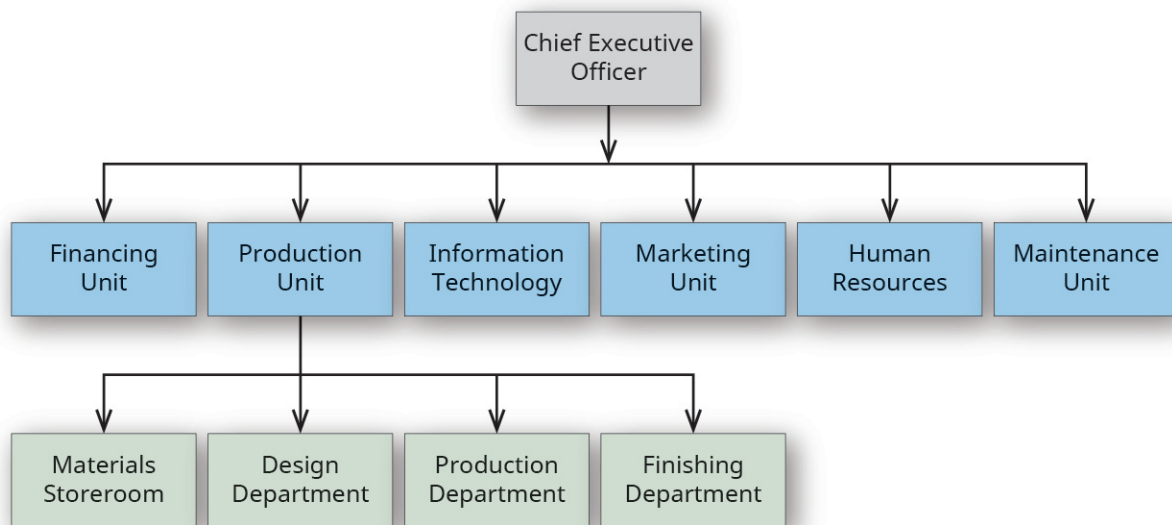 Chief Executive
Officer
Financing
Unit
Production
Unit
Information
Technology
Marketing
Unit
Human
Resources
Maintenance
Unit
Materials
Storeroom
Design
Department
Production
Department
Finishing
Department